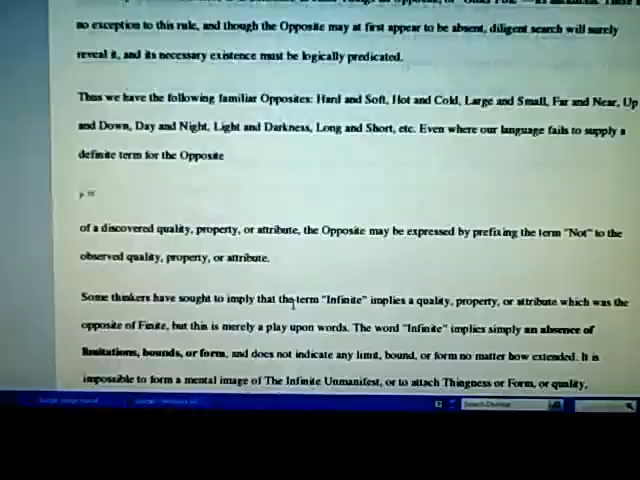 no exception to this rule, and though the Opposite may at first appear to be absent, diligent search will surely
reveal it, and its necessary existence must be logically predicated.
Thus we have the following familiar Opposites: Hard and Soft, Hot and Cold, Large and Small, Far and Near, Up
and Down, Day and Night, Light and Darkness, Long and Short, etc. Even where our language fails to supply a
definite term for the Opposite
of a discovered quality, property, or attribute, the Opposite may be expressed by prefixing the term "Not" to the
observed quality, property, or attribute.
Some thinkers have sought to imply that the term "Infinite" implies a quality, property, or attribute which was the
opposite of Finite, but this is merely a play upon words. The word "Infinite" implies simply an absence of
limitations, bounds, or form, and does not indicate any limit, bound, or form no matter how extended. It is
impossible to form a mental image of The Infinite Unmanifest, or to attach Thingness or Form, or quality,
Search Desktop